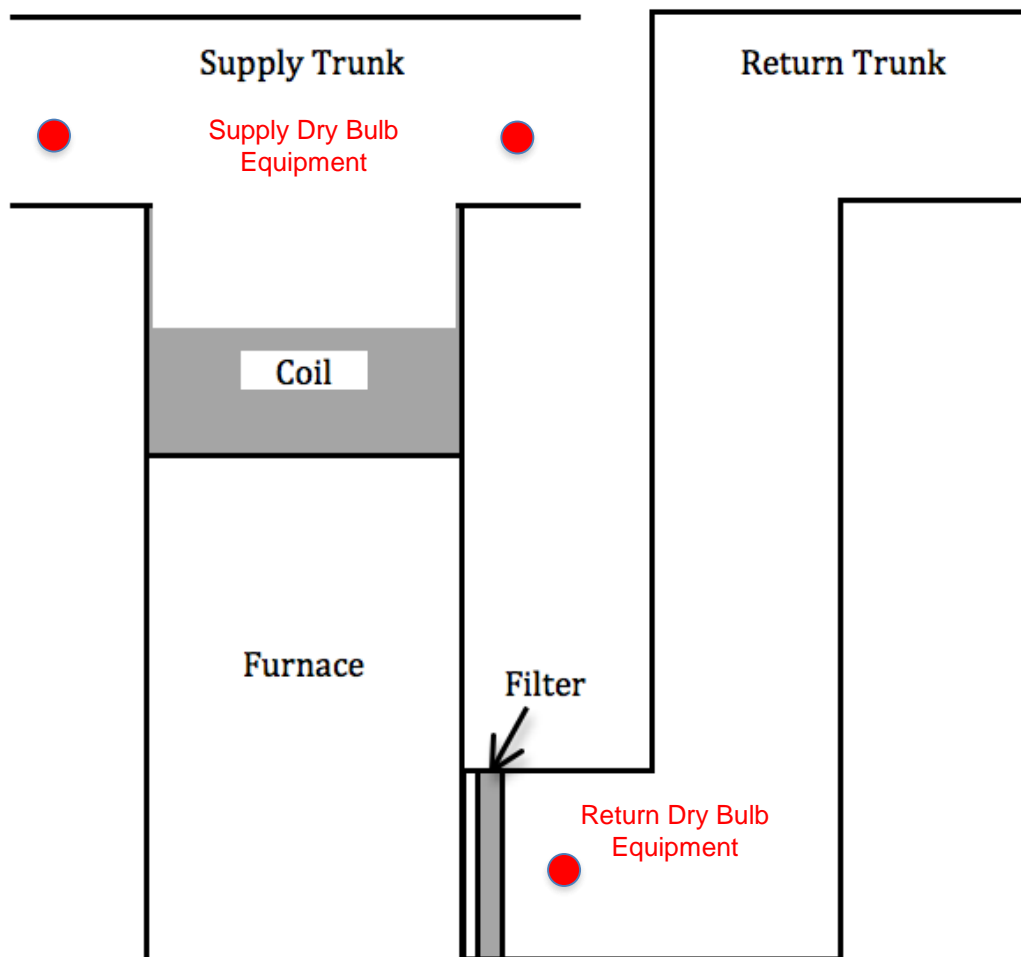 Supply Trunk
Return Trunk
Supply Dry Bulb
Equipment
Coil
Furnace
Filter
Return Dry Bulb
Equipment